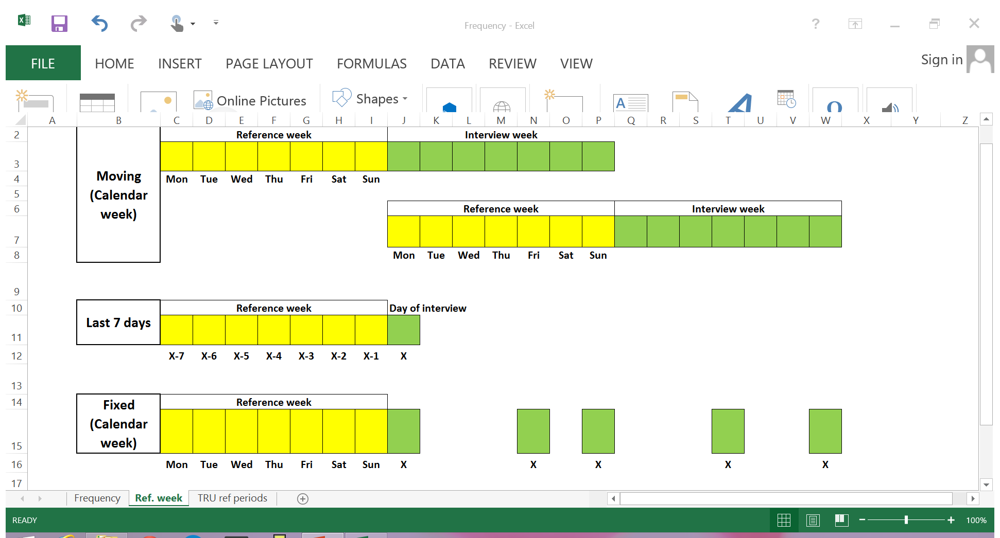 Frequency - Excel
?
FILE HOME INSERT PAGE LAYOUT FORMULAS DATA REVIEW VIEW
Sign in
Online Pictures
Shapes
A
A B C D E F G H I J K L M N O P Q R S T U V W X Y Z
2 Reference week Interview week
3
Moving
(Calendar
week)
4 Mon Tue Wed Thu Fri Sat Sun
5
6 Reference week Interview week
7
8 Mon Tue Wed Thu Fri Sat Sun
9
10 Reference week Day of interview
Last 7 days
11
12 X-7 X-6 X-5 X-4 X-3 X-2 X-1 X
13
14 Reference week
Fixed
(Calendar
week)
15
16 Mon Tue Wed Thu Fri Sat Sun X X X X X
17
Frequency Ref. week TRU ref periods
READY
100%